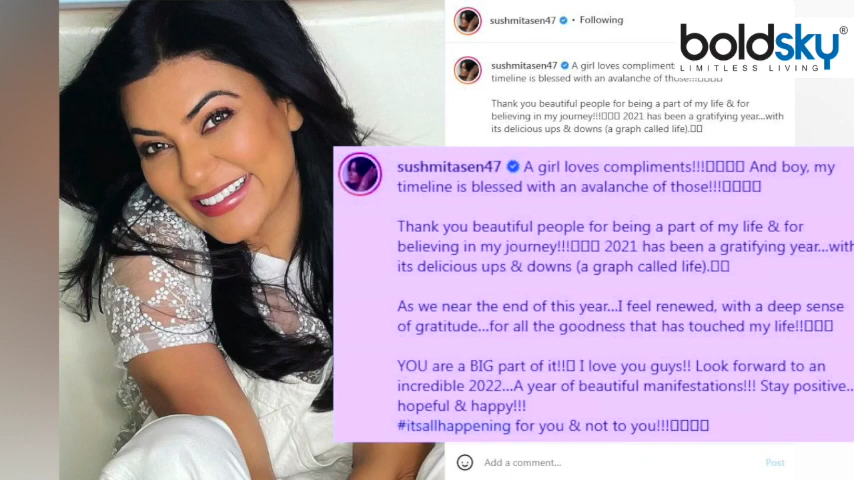 sushmitasen47 • Following
boldsky®
LIMITLESS LIVING
sushmitasen47 A girl loves compliment
timeline is blessed with an avalanche of those!!!▯▯▯▯
Thank you beautiful people for being a part of my life & for
believing in my journey!!!▯▯▯ 2021 has been a gratifying year...with
its delicious ups & downs (a graph called life).▯▯
sushmitasen47 A girl loves compliments!!!▯▯▯▯ And boy, my
timeline is blessed with an avalanche of those!!!▯▯▯▯
Thank you beautiful people for being a part of my life & for
believing in my journey!!!▯▯▯ 2021 has been a gratifying year...with
its delicious ups & downs (a graph called life).▯▯
As we near the end of this year...I feel renewed, with a deep sense
of gratitude...for all the goodness that has touched my life!!▯▯▯
YOU are a BIG part of it!!▯ I love you guys!! Look forward to an
incredible 2022...A year of beautiful manifestations!!! Stay positive..
hopeful & happy!!!
#itsallhappening for you & not to you!!!▯▯▯▯
Add a comment...
Post